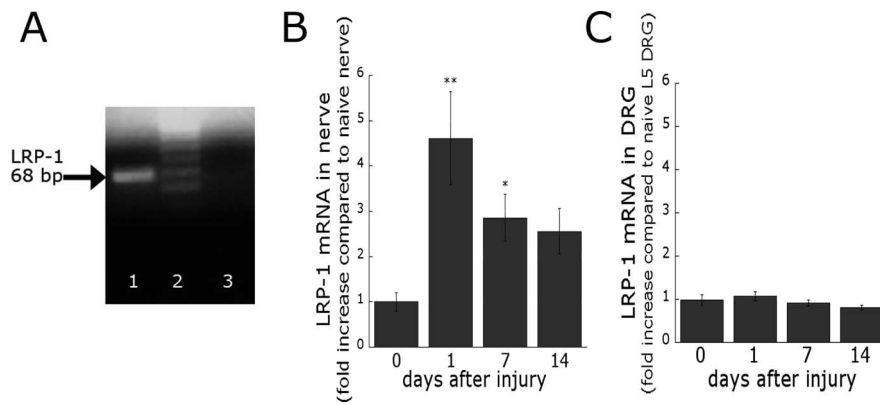 A
LRP-1
68 bp
1 2 3
B
LRP-1 mRNA in nerve
(fold increase compared to naive nerve)
6
5
4
3
2
1
0
**
*
0 1 7 14
days after injury
C
LRP-1 mRNA in DRG
(fold increase compared to naive L5 DRG)
6
5
4
3
2
1
0
0 1 7 14
days after injury